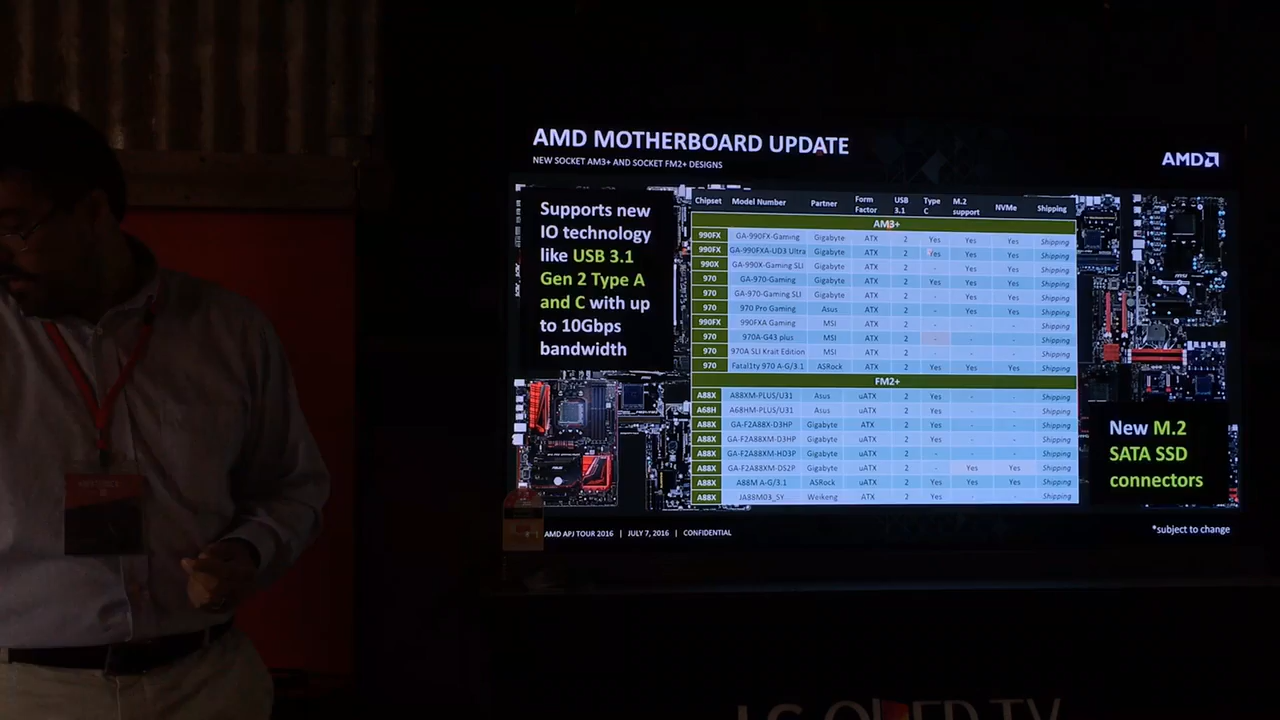 AMD MOTHERBOARD UPDATE
NEW SOCKET AM3+ AND SOCKET FM2+ DESIGNS
AMD
Supports new
IO technology
like USB 3.1
Gen 2 Type A
and C with up
to 10Gbps
bandwidth
Chipset Model Number Partner Form Factor USB 3.1 Type C M.2 support NVMe Shipping
AM3+
990FX GA-990FX-Gaming Gigabyte ATX 2 Yes Yes Yes Shipping
990FX GA-990FXA-UD3 Ultra Gigabyte ATX 2 Yes Yes Yes Shipping
990X GA-990X-Gaming SLI Gigabyte ATX 2 - Yes Yes Shipping
970 GA-970-Gaming Gigabyte ATX 2 Yes Yes Yes Shipping
970 GA-970-Gaming SLI Gigabyte ATX 2 - Yes Yes Shipping
970 970 Pro Gaming Asus ATX 2 - Yes Yes Shipping
990FX 990FXA Gaming MSI ATX 2 - - - Shipping
970 970A-G43 plus MSI ATX 2 - - - Shipping
970 970A SLI Krait Edition MSI ATX 2 - - - Shipping
970 Fatal1ty 970 A-G/3.1 ASRock ATX 2 Yes Yes Yes Shipping
FM2+
A88X A88XM-PLUS/U31 Asus uATX 2 Yes - - Shipping
A68H A68HM-PLUS/U31 Asus uATX 2 Yes - - Shipping
A88X GA-F2A88X-D3HP Gigabyte ATX 2 Yes - - Shipping
A88X GA-F2A88XM-D3HP Gigabyte uATX 2 Yes - - Shipping
A88X GA-F2A88XM-HD3P Gigabyte uATX 2 - - - Shipping
A88X GA-F2A88XM-DS2P Gigabyte uATX 2 - Yes Yes Shipping
A88X A88M A-G/3.1 ASRock uATX 2 Yes Yes Yes Shipping
A88X JA88M03_SY Weikeng ATX 2 Yes - - Shipping
New M.2
SATA SSD
connectors
AMD APJ TOUR 2016 | JULY 7, 2016 | CONFIDENTIAL
*subject to change
LG OLED TV